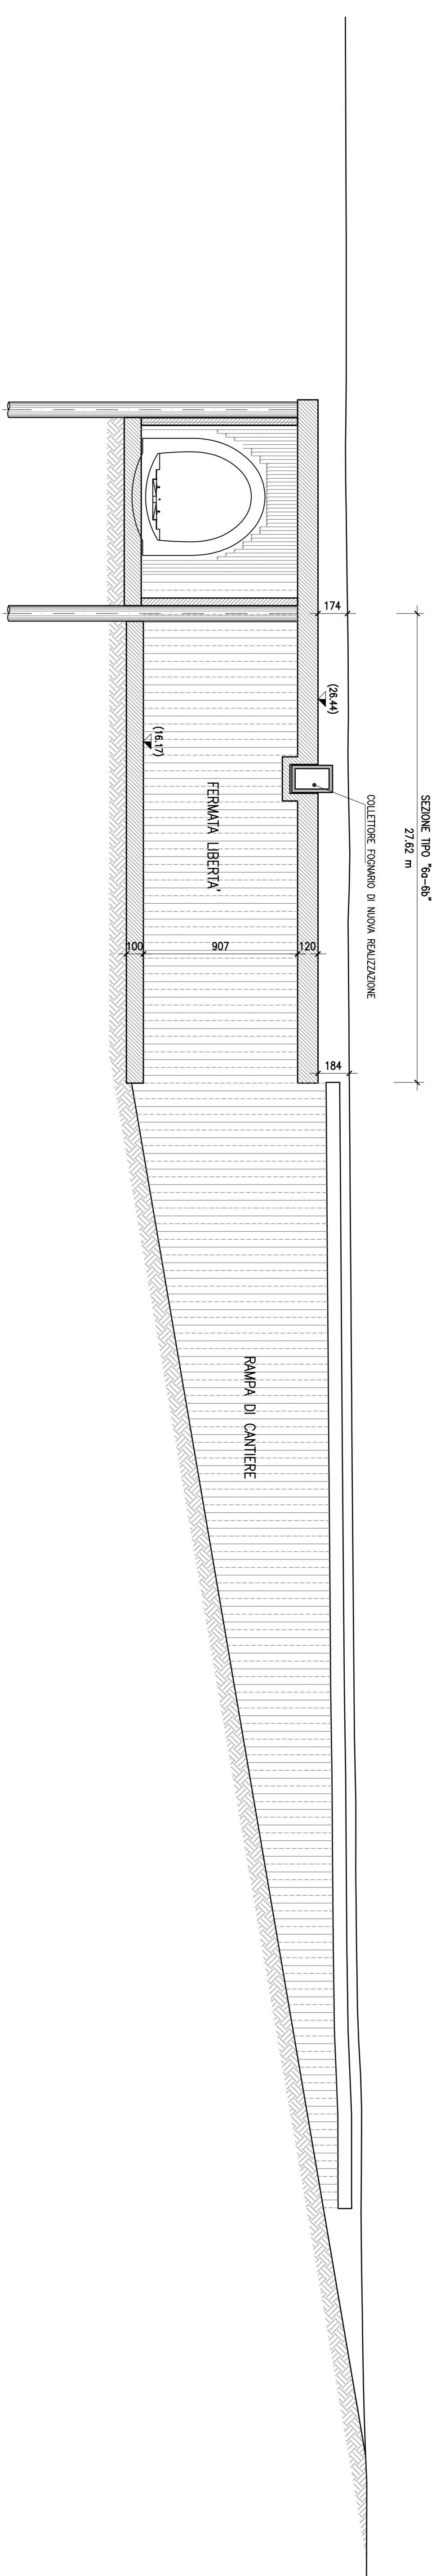 SEZIONE TIPO "6a-6b"
27.62 m
COLLETTORE FOGNARIO DI NUOVA REALIZZAZIONE
174
(26.44)
184
(16.17)
FERMATA LIBERTA'
100
907
120
RAMPA DI CANTIERE